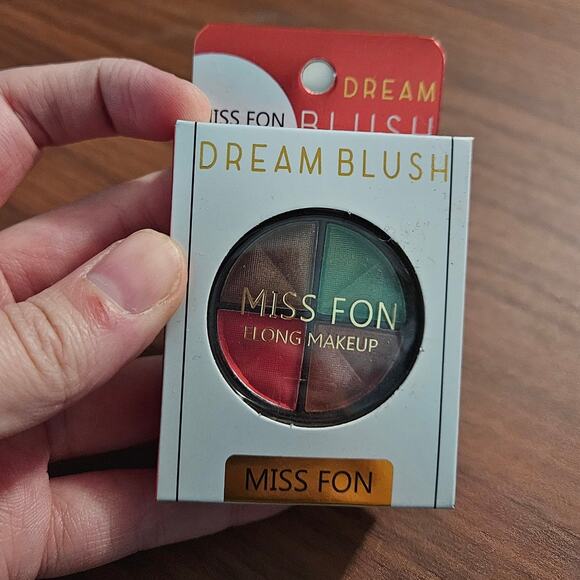 DREAM
MISS FON
BLUSH
DREAM BLUSH
MISS FON
ELONG MAKEUP
MISS FON